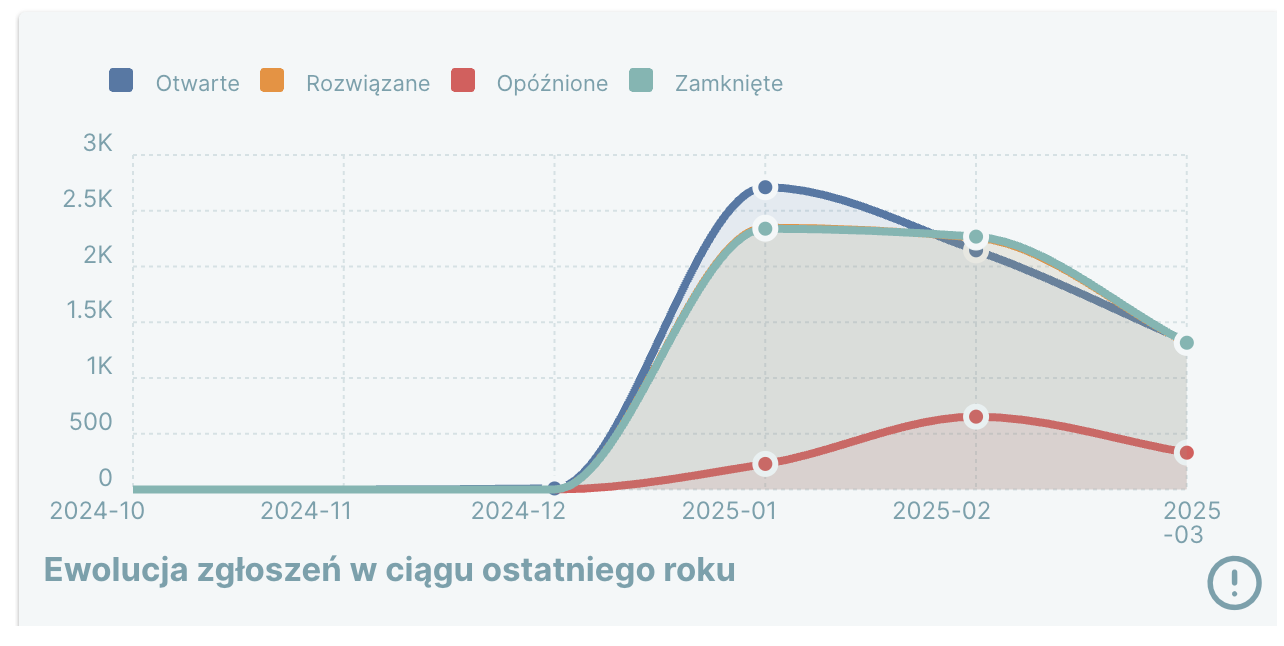 Otwarte Rozwiązane Opóźnione Zamknięte
3K
2.5K
2K
1.5K
1K
500
0
2024-10 2024-11 2024-12 2025-01 2025-02 2025
-03
Ewolucja zgłoszeń w ciągu ostatniego roku